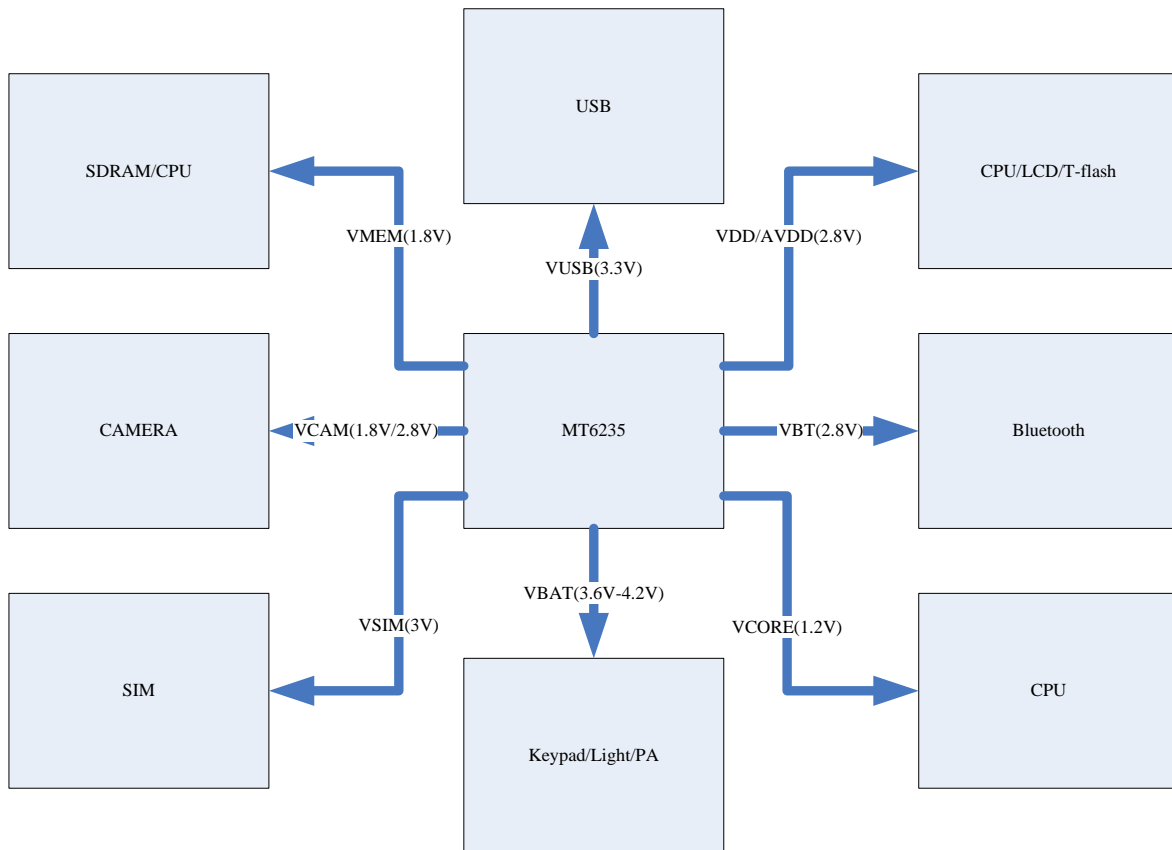 USB
SDRAM/CPU
CPU/LCD/T-flash
VMEM(1.8V)
VDD/AVDD(2.8V)
VUSB(3.3V)
CAMERA
VCAM(1.8V/2.8V)
MT6235
VBT(2.8V)
Bluetooth
VBAT(3.6V-4.2V)
VSIM(3V)
VCORE(1.2V)
SIM
CPU
Keypad/Light/PA